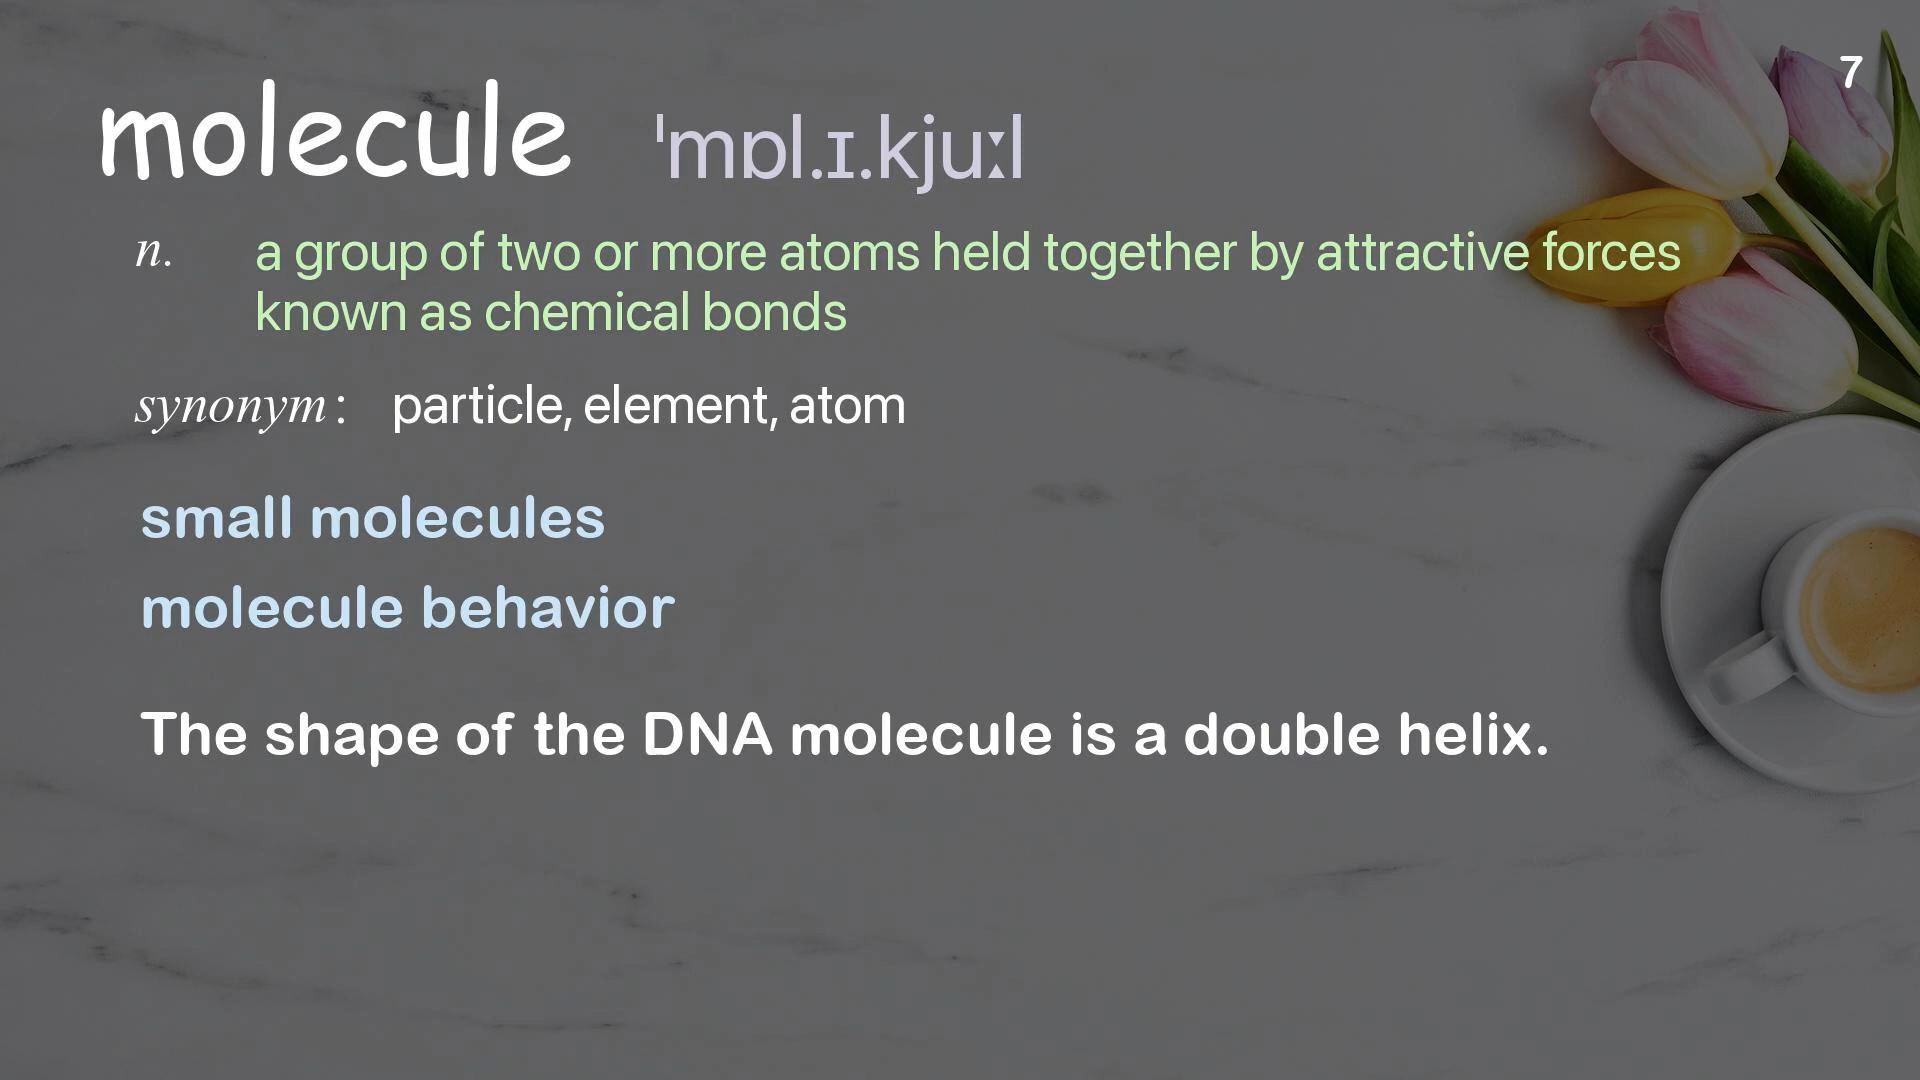 7
molecule ˈmɒl.ɪ.kjuːl
n. a group of two or more atoms held together by attractive forces
known as chemical bonds
synonym: particle, element, atom
small molecules
molecule behavior
The shape of the DNA molecule is a double helix.